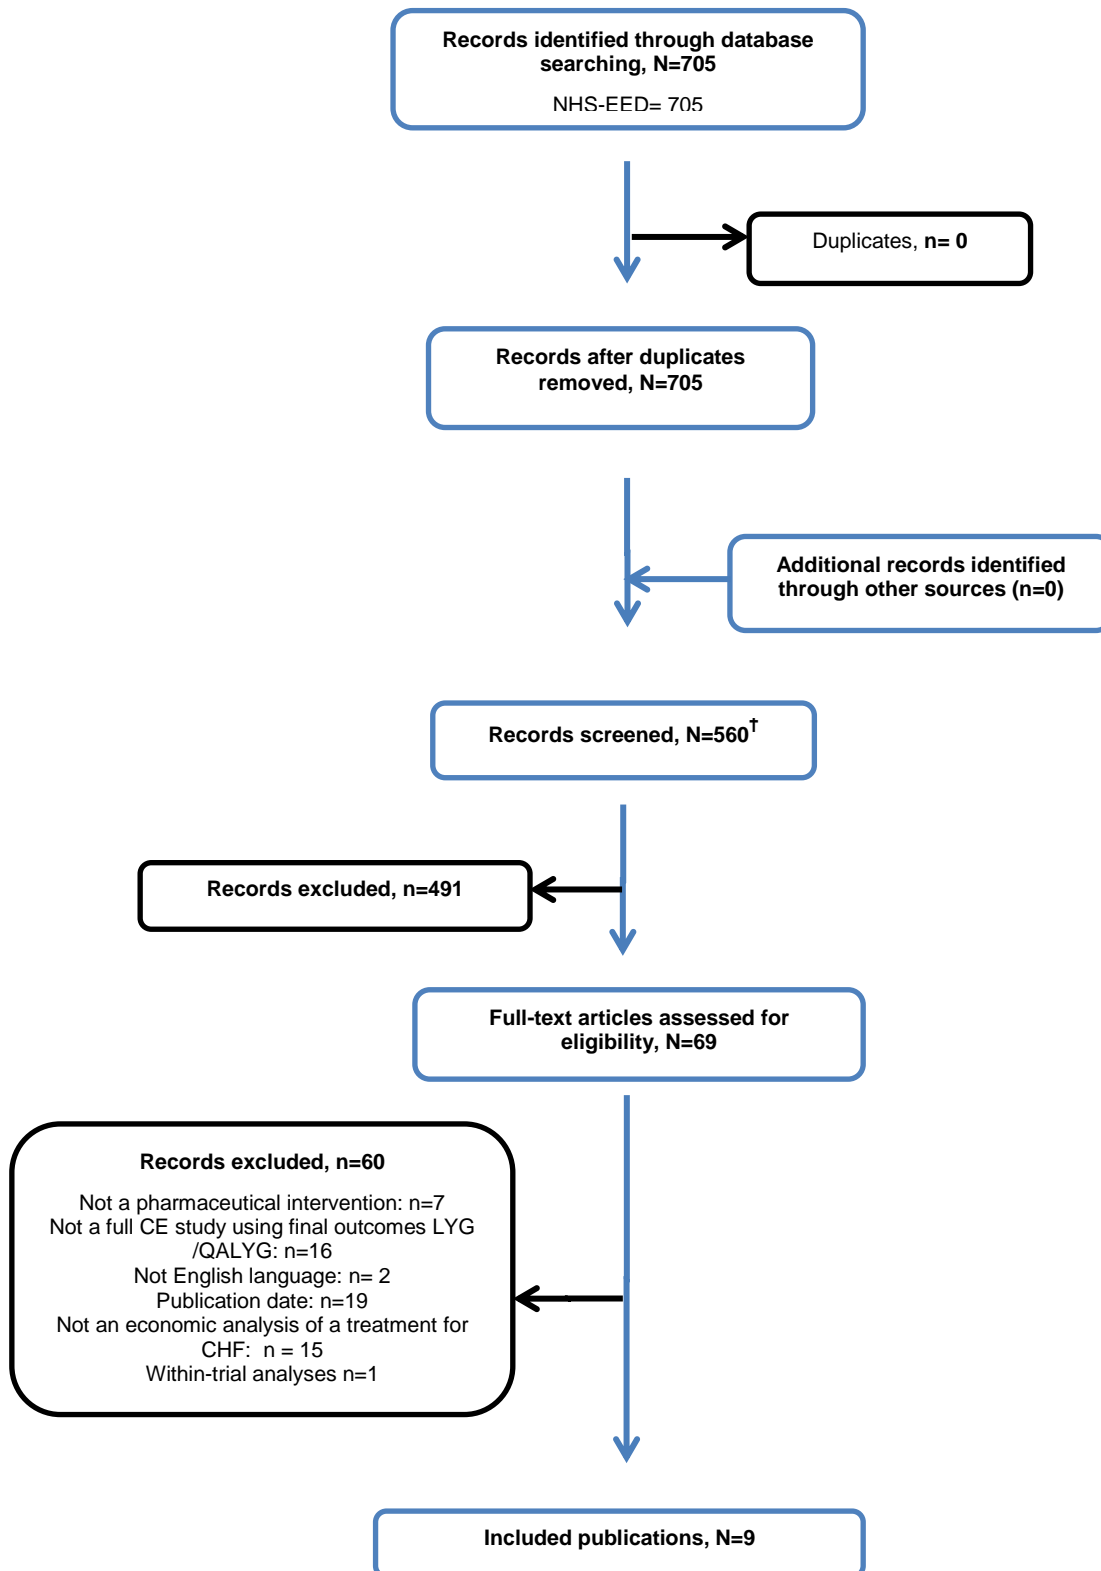 Records identified through database
searching, N=705
NHS-EED= 705
Duplicates, n= 0
Records after duplicates
removed, N=705
Additional records identified
through other sources (n=0)
Records screened, N=560†
Records excluded, n=491
Full-text articles assessed for
eligibility, N=69
Records excluded, n=60
Not a pharmaceutical intervention: n=7
Not a full CE study using final outcomes LYG
/QALYG: n=16
Not English language: n= 2
Publication date: n=19
Not an economic analysis of a treatment for
CHF:  n = 15
Within-trial analyses n=1
Included publications, N=9